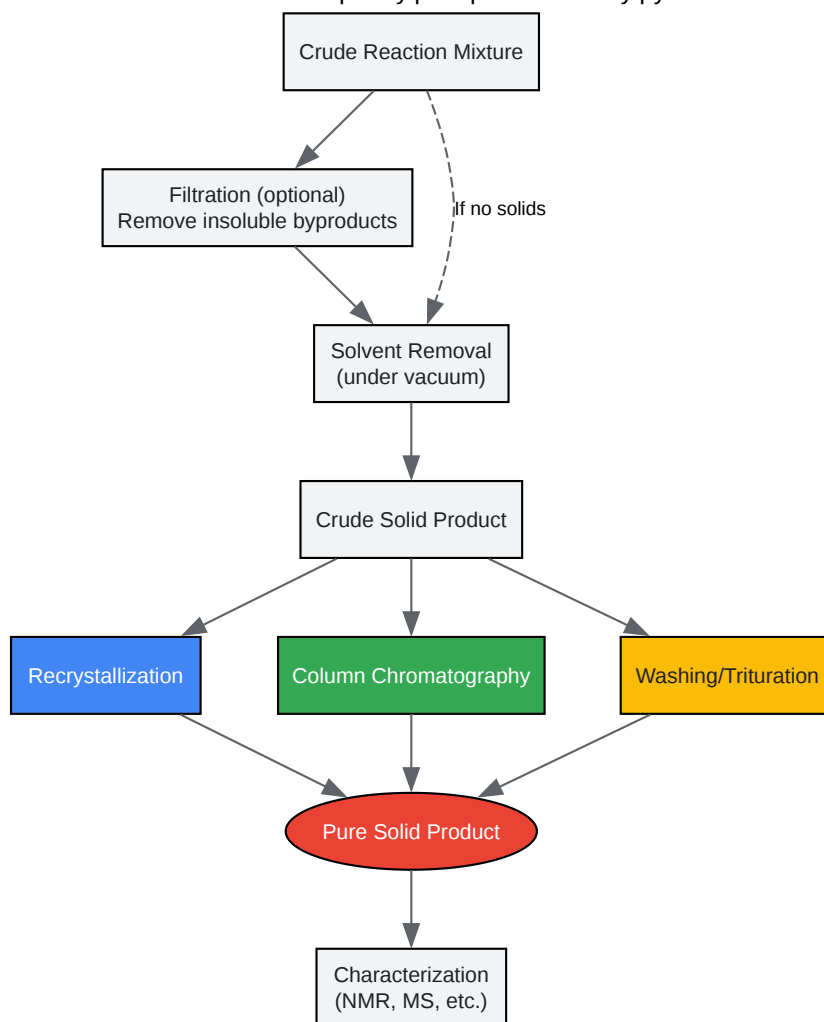 Crude Reaction Mixture
Filtration (optional)
Remove insoluble byproducts
If no solids
Solvent Removal
(under vacuum)
Crude Solid Product
Recrystallization
Column Chromatography
Washing/Trituration
Pure Solid Product
Characterization
(NMR, MS, etc.)